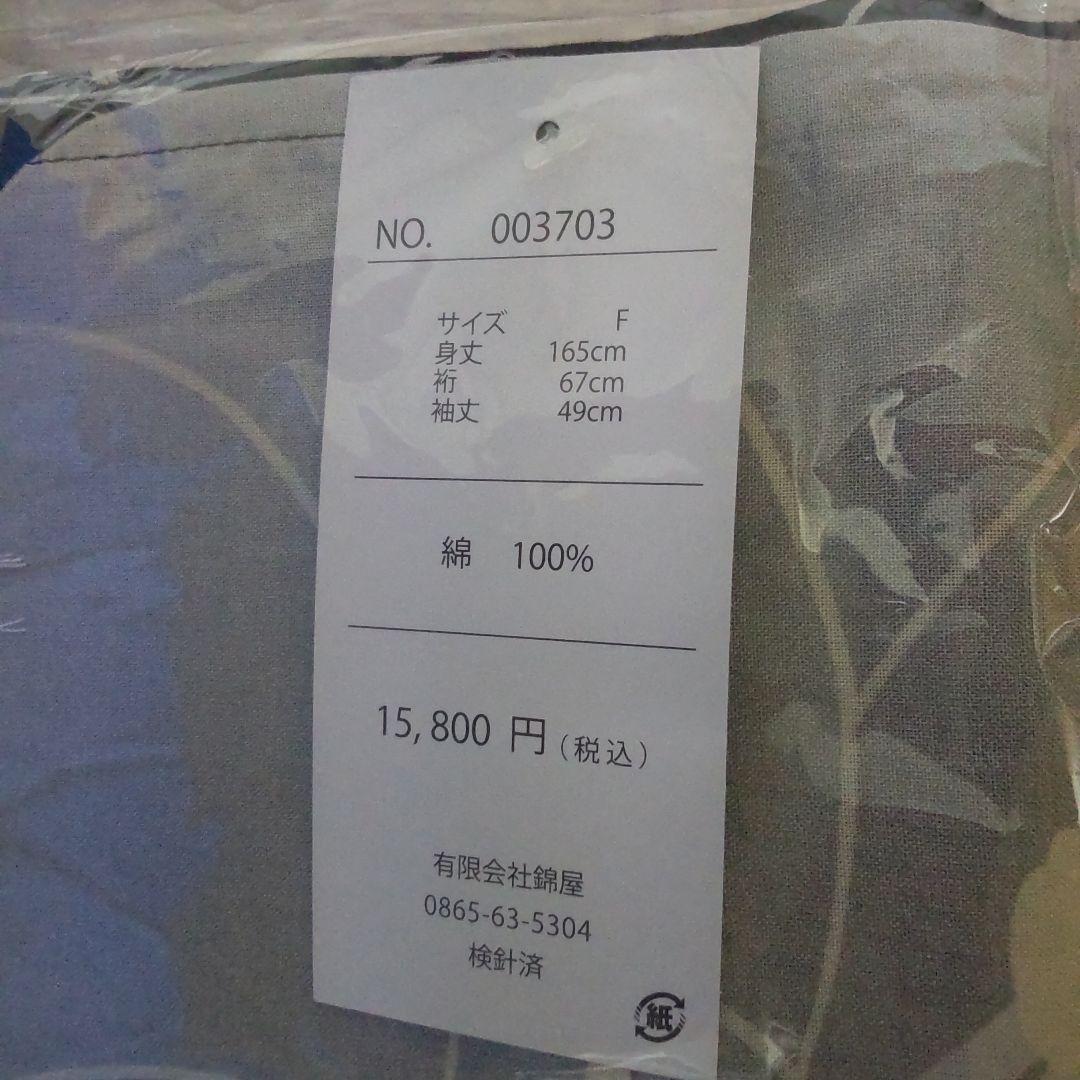 NO. 003703
サイズ F
身丈 165cm
裄 67cm
袖丈 49cm
綿 100%
15,800 円(税込)
有限会社錦屋
0865-63-5304
検針済
紙